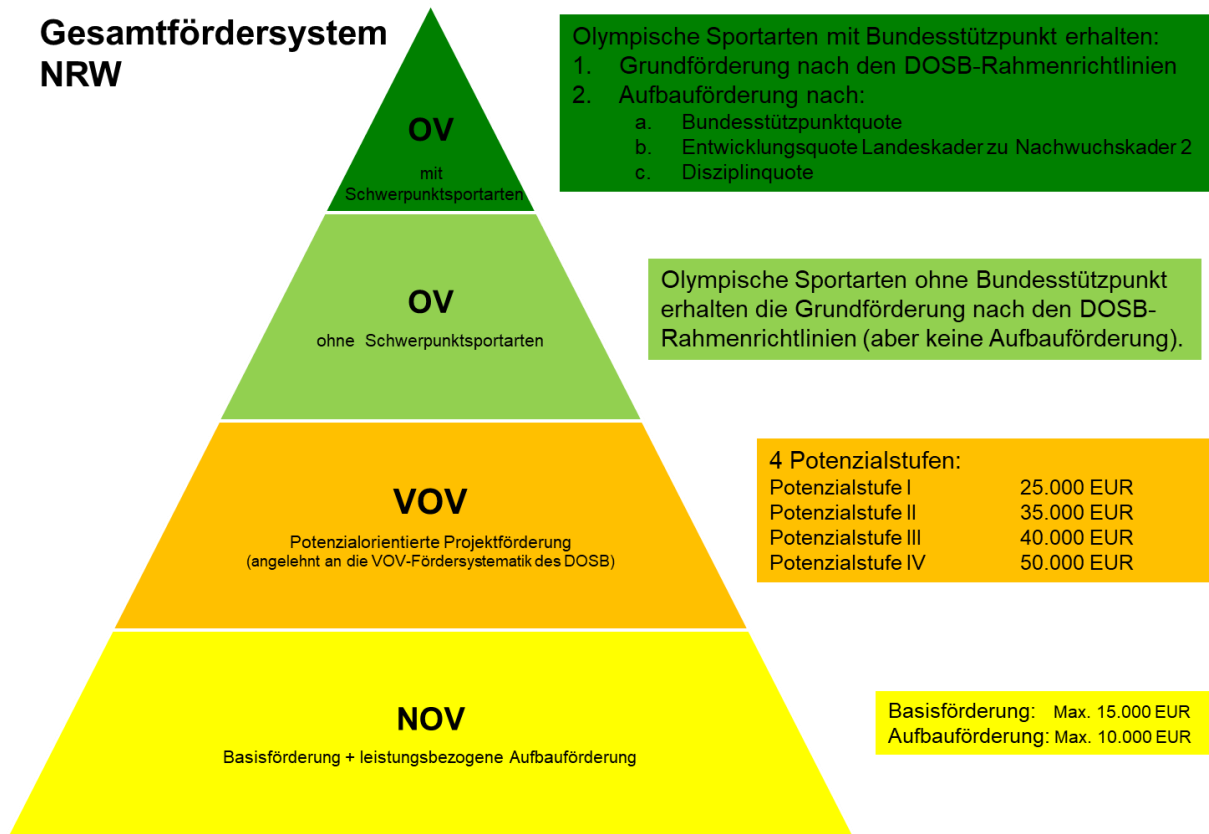 Gesamtfördersystem
NRW
OV
mit
Schwerpunktsportarten
Olympische Sportarten mit Bundesstützpunkt erhalten:
1. Grundförderung nach den DOSB-Rahmenrichtlinien
2. Aufbauförderung nach:
a. Bundesstützpunktquote
b. Entwicklungsquote Landeskader zu Nachwuchskader 2
c. Disziplinquote
OV
ohne Schwerpunktsportarten
Olympische Sportarten ohne Bundesstützpunkt
erhalten die Grundförderung nach den DOSB-
Rahmenrichtlinien (aber keine Aufbauförderung).
VOV
Potenzialorientierte Projektförderung
(angelehnt an die VOV-Fördersystematik des DOSB)
4 Potenzialstufen:
Potenzialstufe I 25.000 EUR
Potenzialstufe II 35.000 EUR
Potenzialstufe III 40.000 EUR
Potenzialstufe IV 50.000 EUR
NOV
Basisförderung + leistungsbezogene Aufbauförderung
Basisförderung: Max. 15.000 EUR
Aufbauförderung: Max. 10.000 EUR